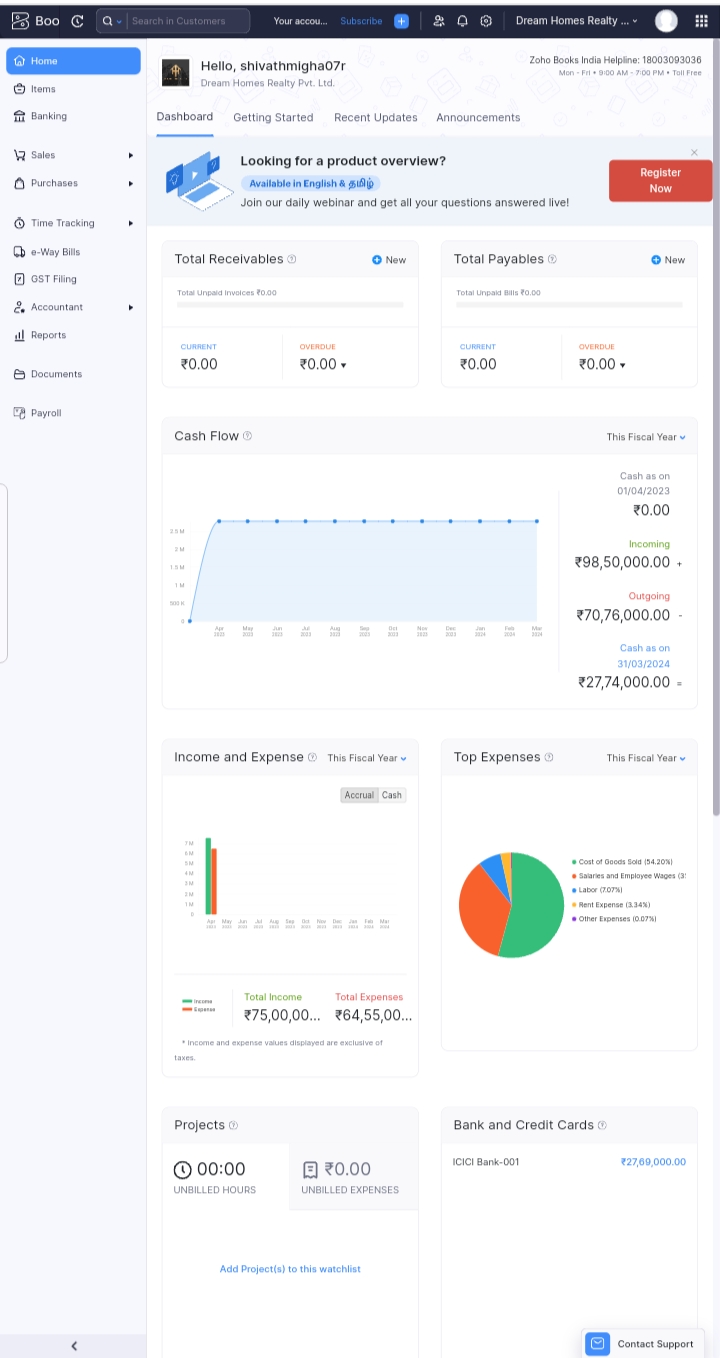 Boo
Search in Customers
Your accou...
Subscribe
Dream Homes Realty ...
Home
Items
Banking
Sales
Purchases
Time Tracking
e-Way Bills
GST Filing
Accountant
Reports
Documents
Payroll
Hello, shivathmigha07r
Dream Homes Realty Pvt. Ltd.
Zoho Books India Helpline: 18003093036
Mon - Fri • 9:00 AM - 7:00 PM • Toll Free
Dashboard
Getting Started
Recent Updates
Announcements
Looking for a product overview?
Available in English & தமிழ்
Join our daily webinar and get all your questions answered live!
Register
Now
Total Receivables
New
Total Unpaid Invoices ₹0.00
CURRENT
₹0.00
OVERDUE
₹0.00
Total Payables
New
Total Unpaid Bills ₹0.00
CURRENT
₹0.00
OVERDUE
₹0.00
Cash Flow
This Fiscal Year
2.5 M
2 M
1.5 M
1 M
500 K
0
Apr May Jun Jul Aug Sep Oct Nov Dec Jan Feb Mar
2023 2023 2023 2023 2023 2023 2023 2023 2023 2024 2024 2024
Cash as on
01/04/2023
₹0.00
Incoming
₹98,50,000.00 +
Outgoing
₹70,76,000.00 -
Cash as on
31/03/2024
₹27,74,000.00 =
Income and Expense
This Fiscal Year
Accrual
Cash
7 M
6 M
5 M
4 M
3 M
2 M
1 M
0
Apr May Jun Jul Aug Sep Oct Nov Dec Jan Feb Mar
2023 2023 2023 2023 2023 2023 2023 2023 2023 2024 2024 2024
Income
Expense
Total Income
₹75,00,00...
Total Expenses
₹64,55,00...
* Income and expense values displayed are exclusive of
taxes.
Top Expenses
This Fiscal Year
Cost of Goods Sold (54.20%)
Salaries and Employee Wages (3
Labor (7.07%)
Rent Expense (3.34%)
Other Expenses (0.07%)
Projects
00:00
UNBILLED HOURS
₹0.00
UNBILLED EXPENSES
Add Project(s) to this watchlist
Bank and Credit Cards
ICICI Bank-001
₹27,69,000.00
Contact Support